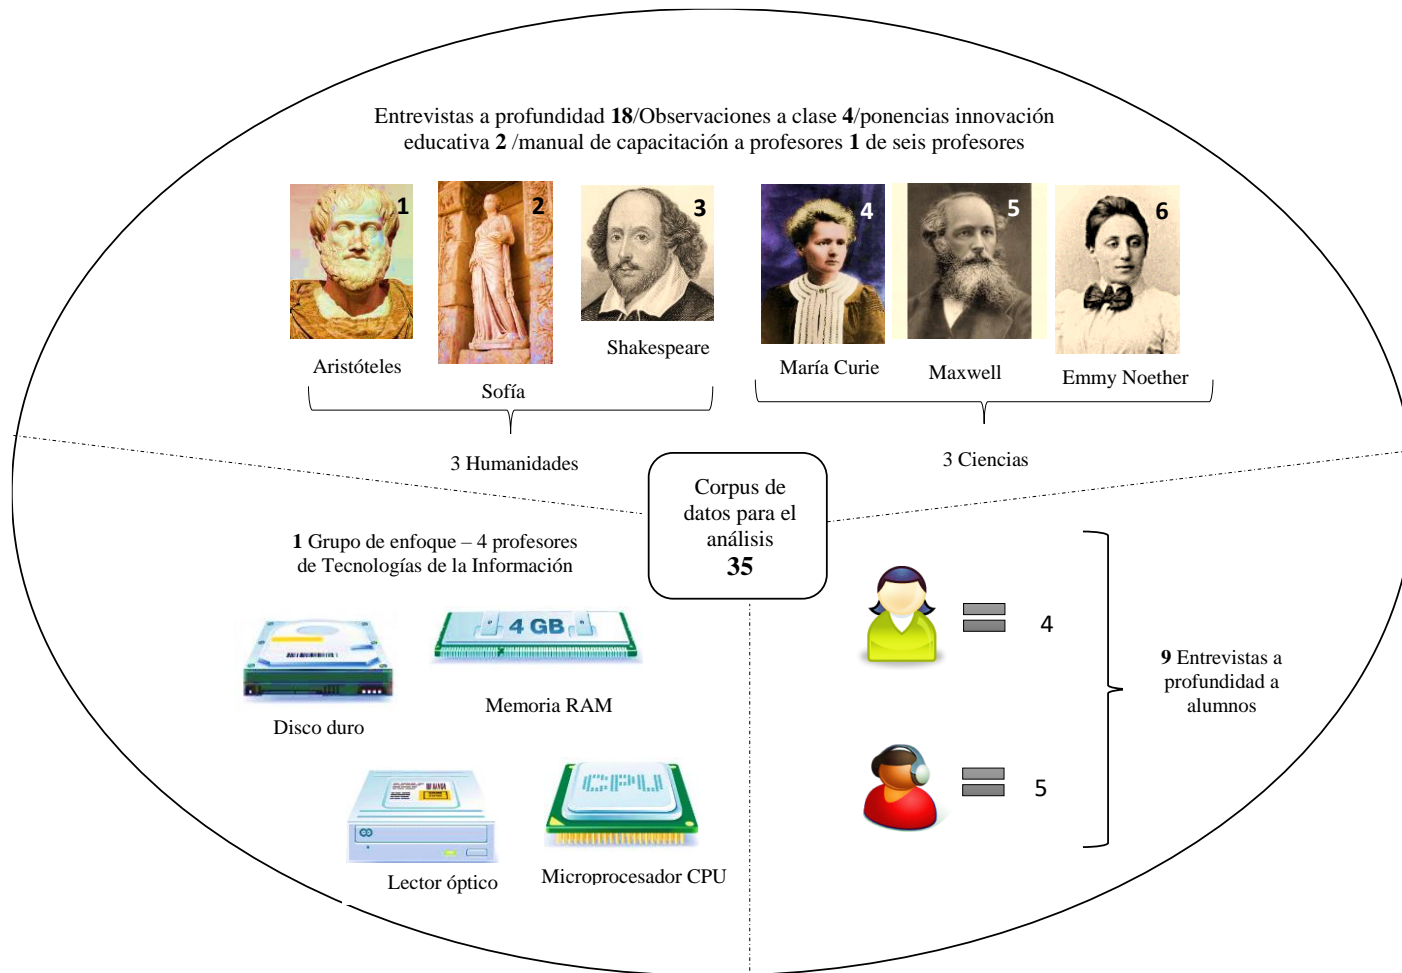 Entrevistas a profundidad 18/Observaciones a clase 4/ponencias innovación
educativa 2 /manual de capacitación a profesores 1 de seis profesores
1
2
3
4
5
6
Aristóteles
Sofía
Shakespeare
María Curie
Maxwell
Emmy Noether
3 Humanidades
3 Ciencias
Corpus de
datos para el
análisis
35
1 Grupo de enfoque – 4 profesores
de Tecnologías de la Información
4 GB
Disco duro
Memoria RAM
CPU
Lector óptico
Microprocesador CPU
4
5
9 Entrevistas a
profundidad a
alumnos